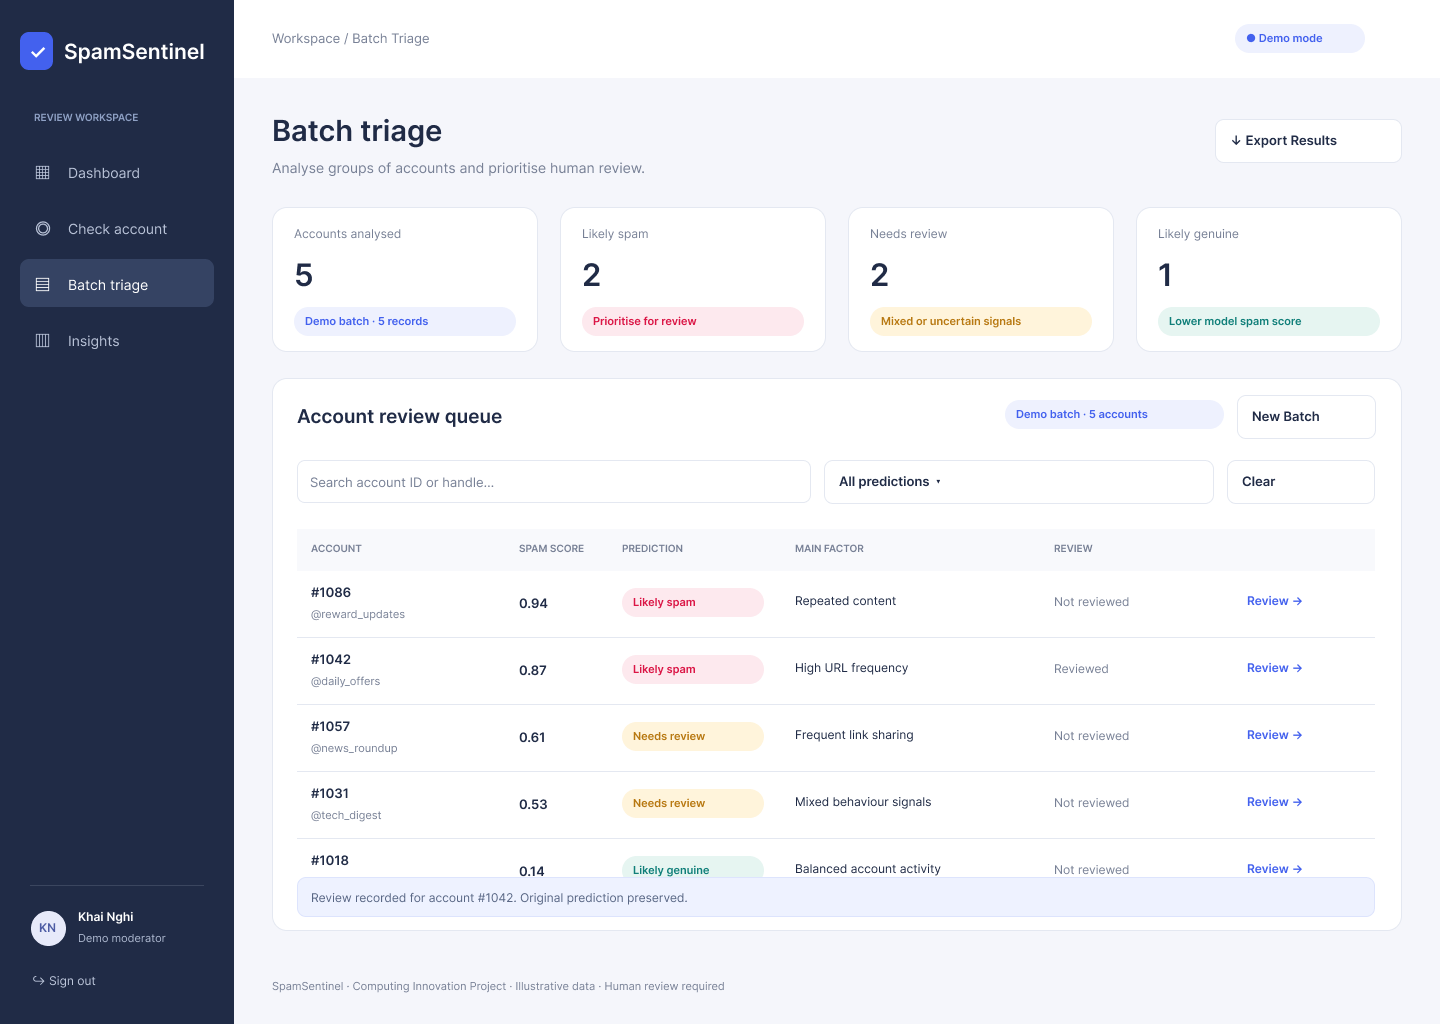 SpamSentinel
REVIEW WORKSPACE
Dashboard
Check account
Batch triage
Insights
Khai Nghi
KN
Demo moderator
↪ Sign out
Workspace / Batch Triage
● Demo mode
Batch triage
Analyse groups of accounts and prioritise human review.
↓ Export Results
Accounts analysed
5
Demo batch · 5 records
Likely spam
2
Prioritise for review
Needs review
2
Mixed or uncertain signals
Likely genuine
1
Lower model spam score
Account review queue
Demo batch · 5 accounts
New Batch
Search account ID or handle...
All predictions ▾
Clear
ACCOUNT SPAM SCORE PREDICTION MAIN FACTOR REVIEW
#1086
@reward_updates
0.94 Likely spam Repeated content Not reviewed Review →
#1042
@daily_offers
0.87 Likely spam High URL frequency Reviewed Review →
#1057
@news_roundup
0.61 Needs review Frequent link sharing Not reviewed Review →
#1031
@tech_digest
0.53 Needs review Mixed behaviour signals Not reviewed Review →
#1018
0.14 Likely genuine Balanced account activity Not reviewed Review →
Review recorded for account #1042. Original prediction preserved.
SpamSentinel · Computing Innovation Project · Illustrative data · Human review required